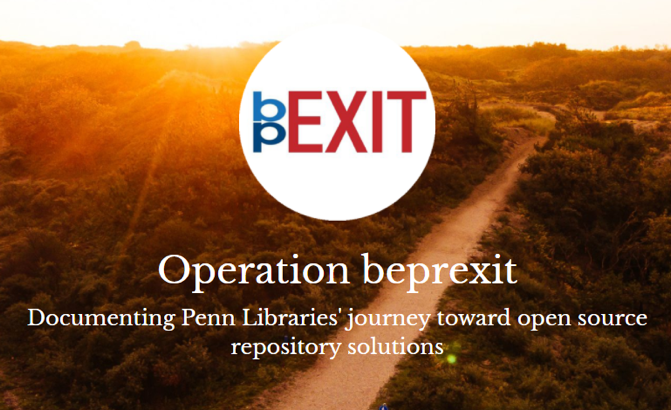 bpEXIT
Operation beprexit
Documenting Penn Libraries' journey toward open source
repository solutions